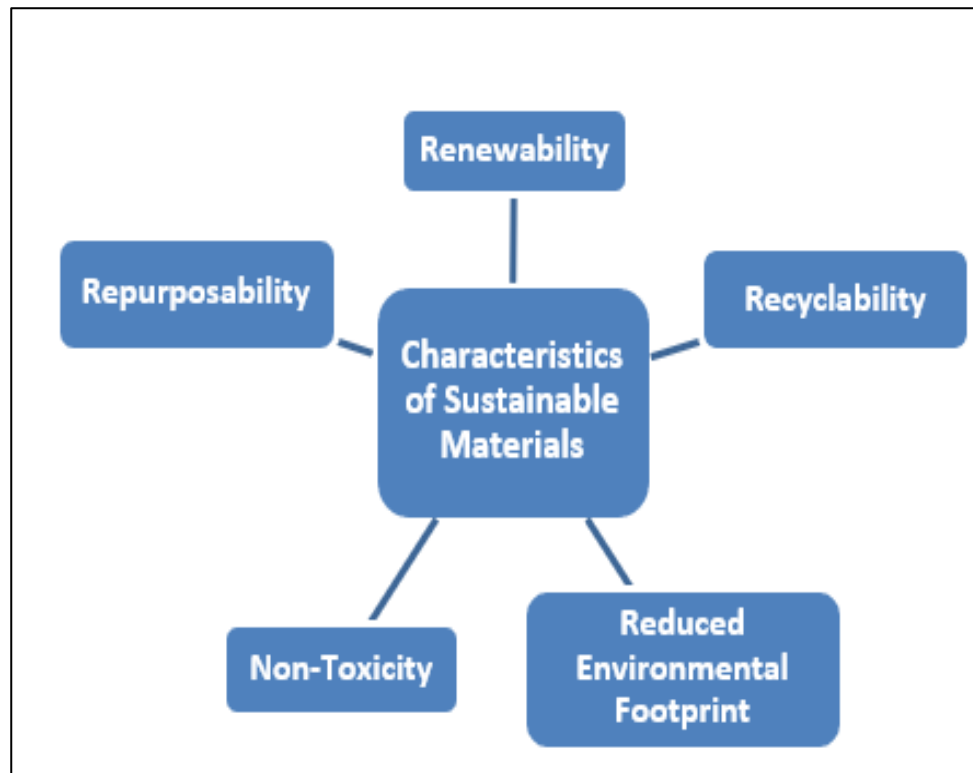 Renewability
Repurposability
Recyclability
Characteristics
of Sustainable
Materials
Non-Toxicity
Reduced
Environmental
Footprint